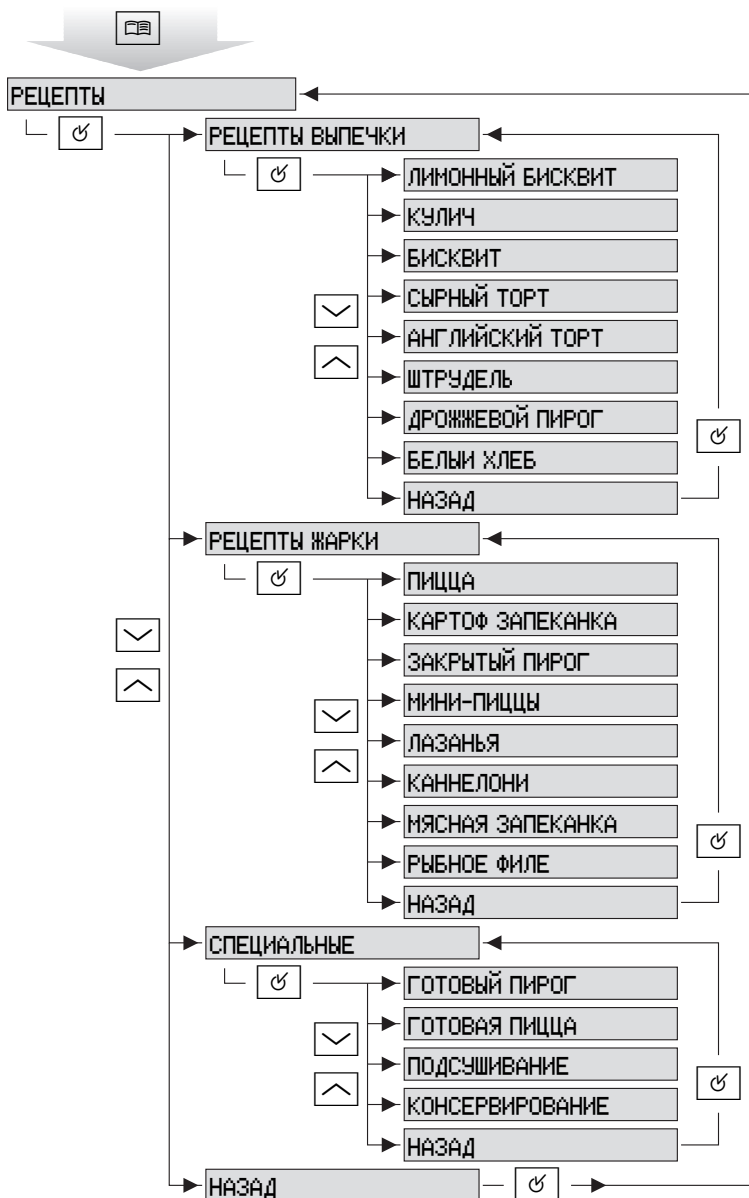 РЕЦЕПТЫ
РЕЦЕПТЫ ВЫПЕЧКИ
ЛИМОННЫЙ БИСКВИТ
КУЛИЧ
БИСКВИТ
СЫРНЫЙ ТОРТ
АНГЛИЙСКИЙ ТОРТ
ШТРУДЕЛЬ
ДРОЖЖЕВОЙ ПИРОГ
БЕЛЫИ ХЛЕБ
НАЗАД
РЕЦЕПТЫ ЖАРКИ
ПИЦЦА
КАРТОФ ЗАПЕКАНКА
ЗАКРЫТЫЙ ПИРОГ
МИНИ-ПИЦЦЫ
ЛАЗАНЬЯ
КАННЕЛОНИ
МЯСНАЯ ЗАПЕКАНКА
РЫБНОЕ ФИЛЕ
НАЗАД
СПЕЦИАЛЬНЫЕ
ГОТОВЫЙ ПИРОГ
ГОТОВАЯ ПИЦЦА
ПОДСУШИВАНИЕ
КОНСЕРВИРОВАНИЕ
НАЗАД
НАЗАД